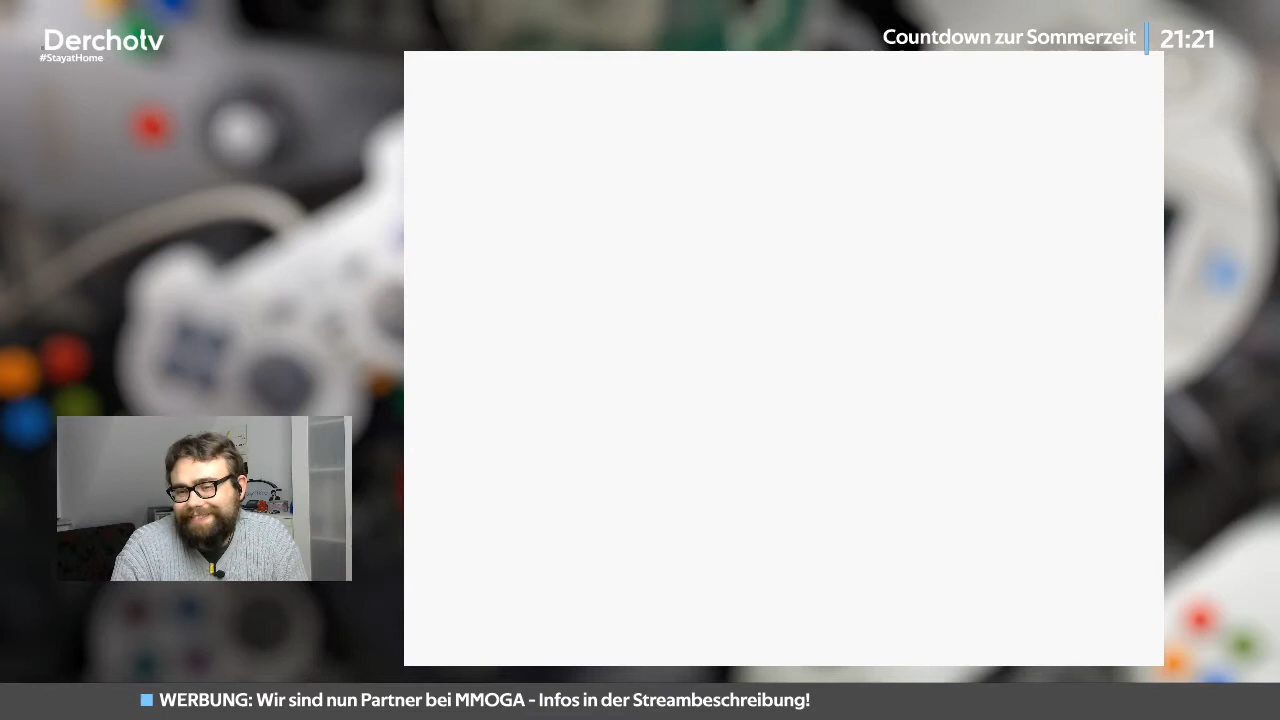 Derchotv
#StayatHome
Countdown zur Sommerzeit
21:21
WERBUNG: Wir sind nun Partner bei MMOGA - Infos in der Streambeschreibung!